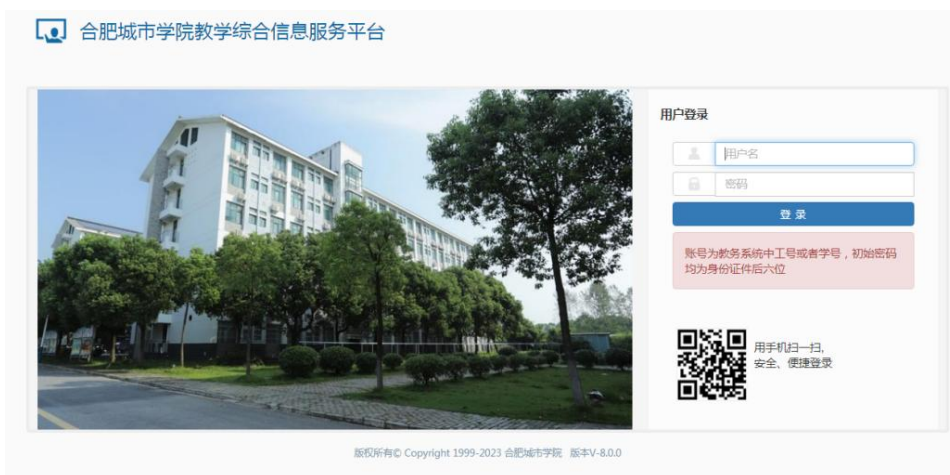 合肥城市学院教学综合信息服务平台
用户登录
用户名
密码
登 录
账号为教务系统中工号或者学号，初始密码
均为身份证件后六位
用手机扫一扫,
安全、便捷登录
版权所有© Copyright 1999-2023 合肥城市学院 版本V-8.0.0